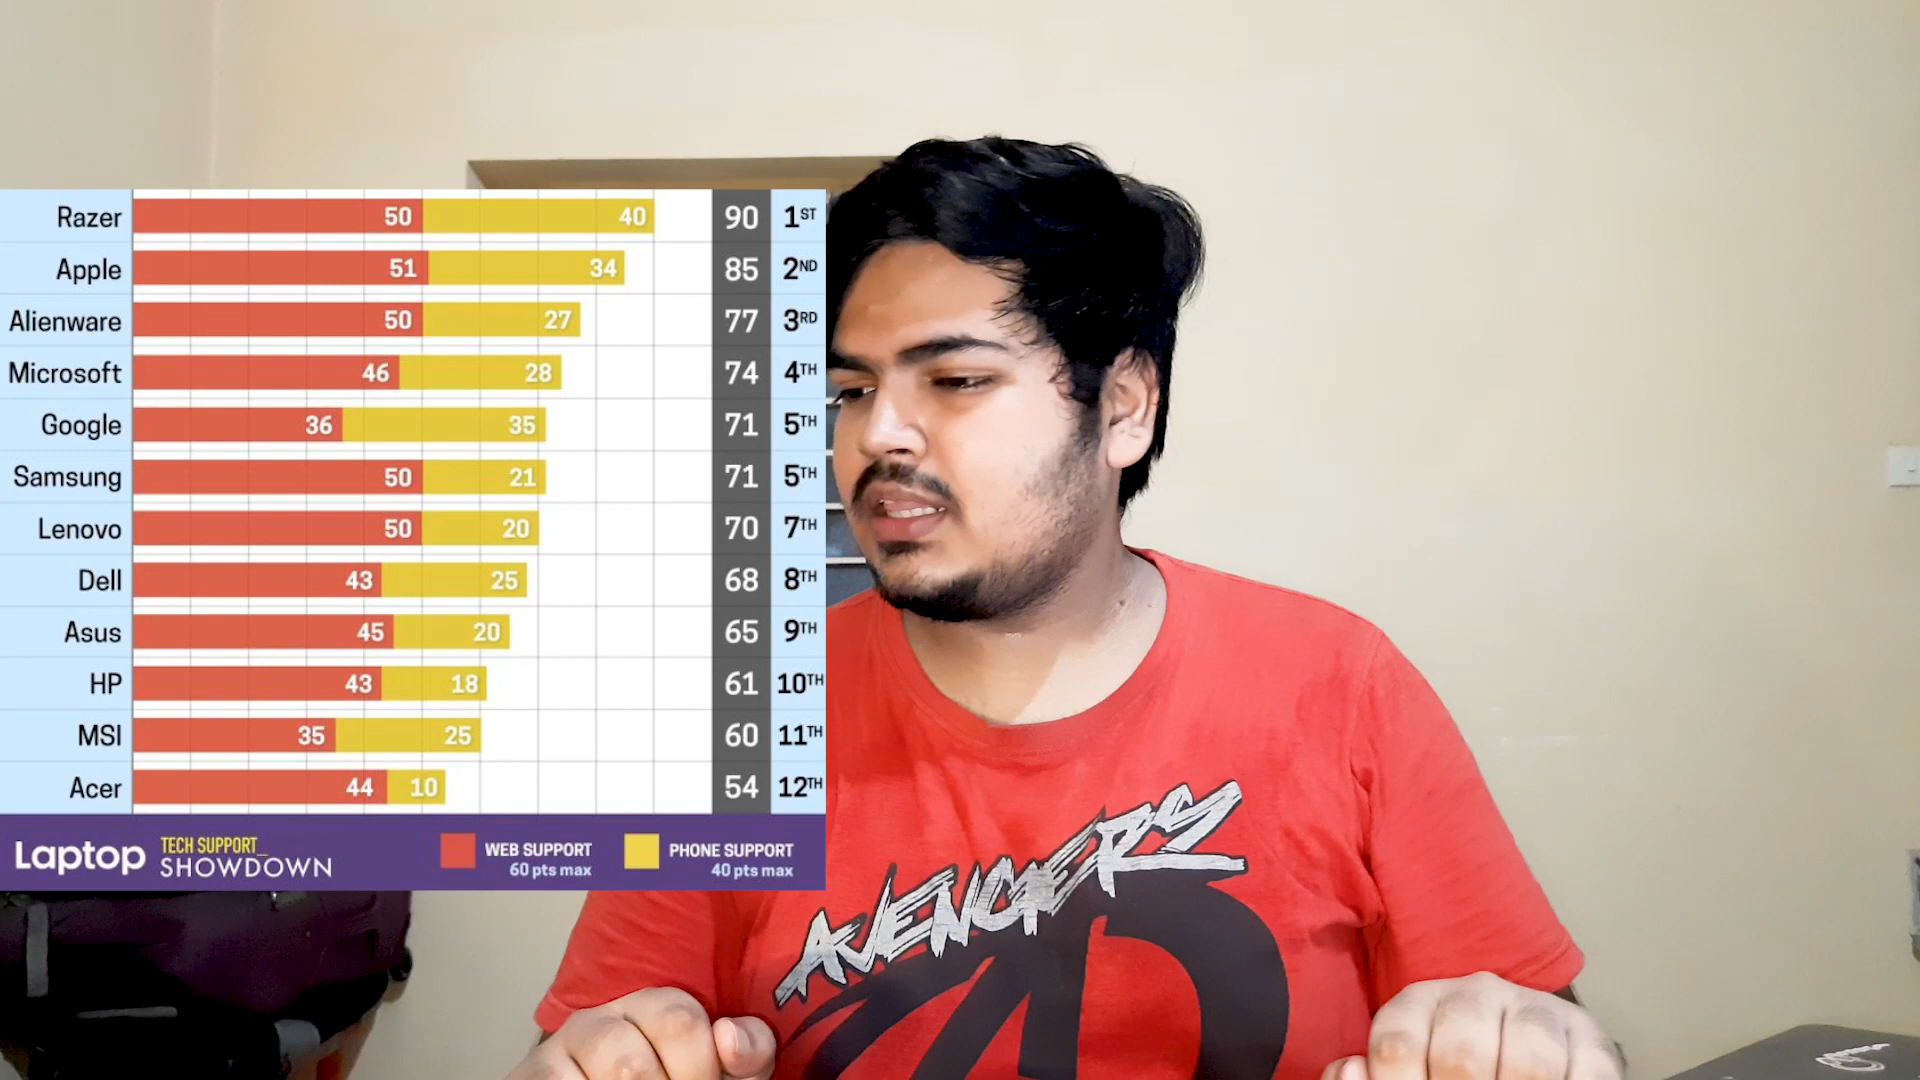 Razer 50 40 90 1ST
Apple 51 34 85 2ND
Alienware 50 27 77 3RD
Microsoft 46 28 74 4TH
Google 36 35 71 5TH
Samsung 50 21 71 5TH
Lenovo 50 20 70 7TH
Dell 43 25 68 8TH
Asus 45 20 65 9TH
HP 43 18 61 10TH
MSI 35 25 60 11TH
Acer 44 10 54 12TH
Laptop
TECH SUPPORT_
SHOWDOWN
WEB SUPPORT
60 pts max
PHONE SUPPORT
40 pts max
AVENGERS